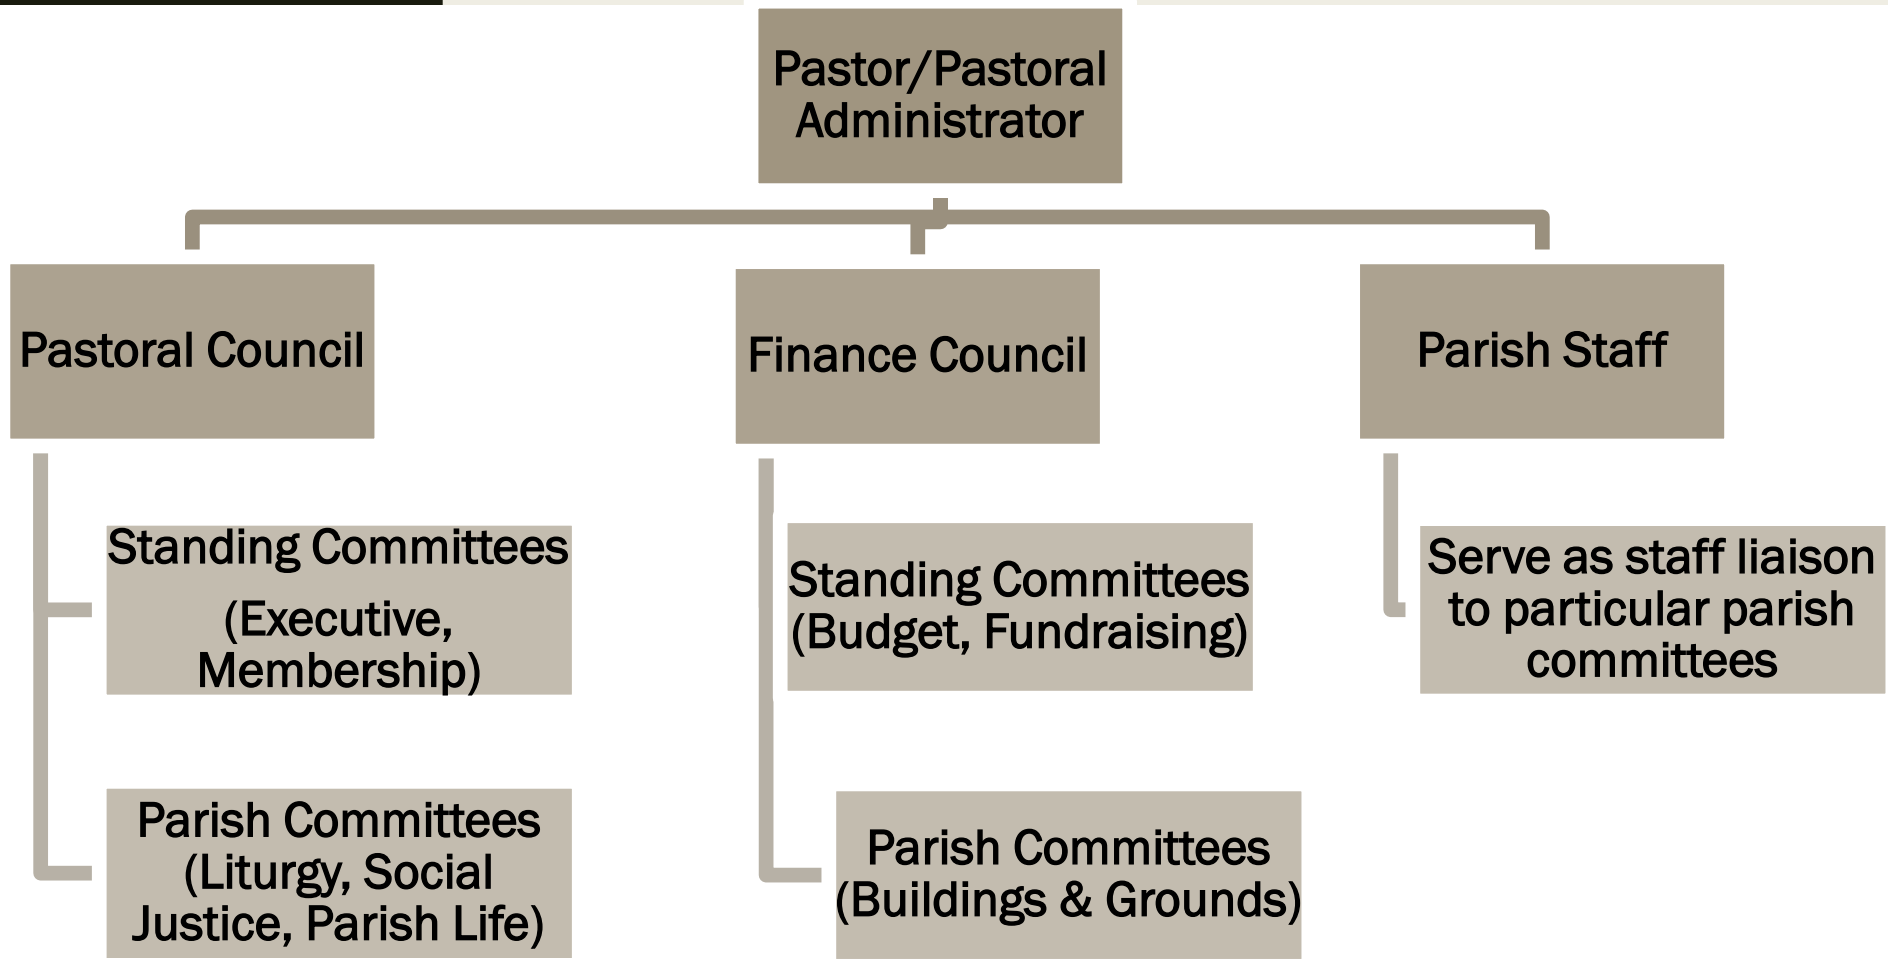 Pastor/Pastoral
Administrator
Pastoral Council
Finance Council
Parish Staff
Standing Committees
(Executive,
Membership)
Standing Committees
(Budget, Fundraising)
Serve as staff liaison
to particular parish
committees
Parish Committees
(Liturgy, Social
Justice, Parish Life)
Parish Committees
(Buildings & Grounds)